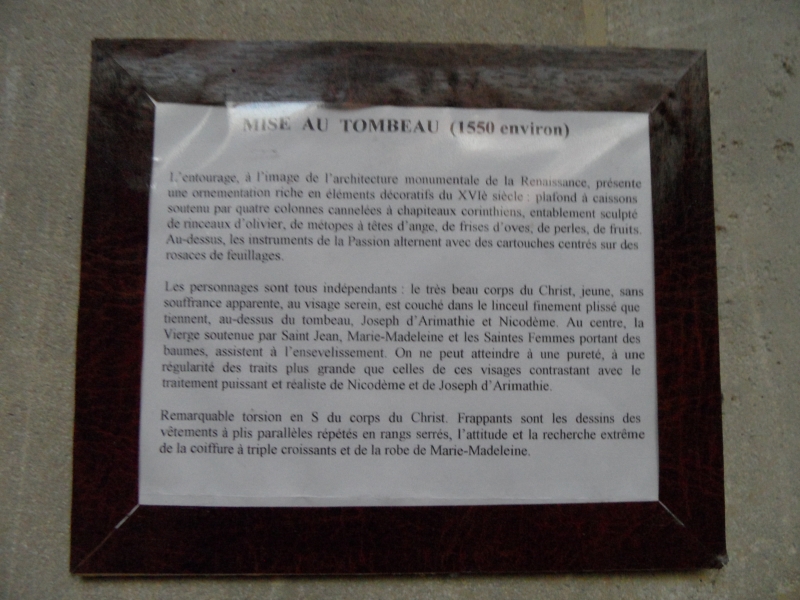 MISE AU TOMBEAU (1550 environ)
L'entourage, à l'image de l'architecture monumentale de la Renaissance, présente
une ornementation riche en éléments décoratifs du XVIè siècle : plafond à caissons
soutenu par quatre colonnes cannelées à chapiteaux corinthiens, entablement sculpté
de rinceaux d'olivier, de métopes à têtes d'ange, de frises d'oves, de perles, de fruits.
Au-dessus, les instruments de la Passion alternent avec des cartouches centrés sur des
rosaces de feuillages.
Les personnages sont tous indépendants : le très beau corps du Christ, jeune, sans
souffrance apparente, au visage serein, est couché dans le linceul finement plissé que
tiennent, au-dessus du tombeau, Joseph d'Arimathie et Nicodème. Au centre, la
Vierge soutenue par Saint Jean, Marie-Madeleine et les Saintes Femmes portant des
baumes, assistent à l'ensevelissement. On ne peut atteindre à une pureté, à une
régularité des traits plus grande que celles de ces visages contrastant avec le
traitement puissant et réaliste de Nicodème et de Joseph d'Arimathie.
Remarquable torsion en S du corps du Christ. Frappants sont les dessins des
vêtements à plis parallèles répétés en rangs serrés, l'attitude et la recherche extrême
de la coiffure à triple croissants et de la robe de Marie-Madeleine.